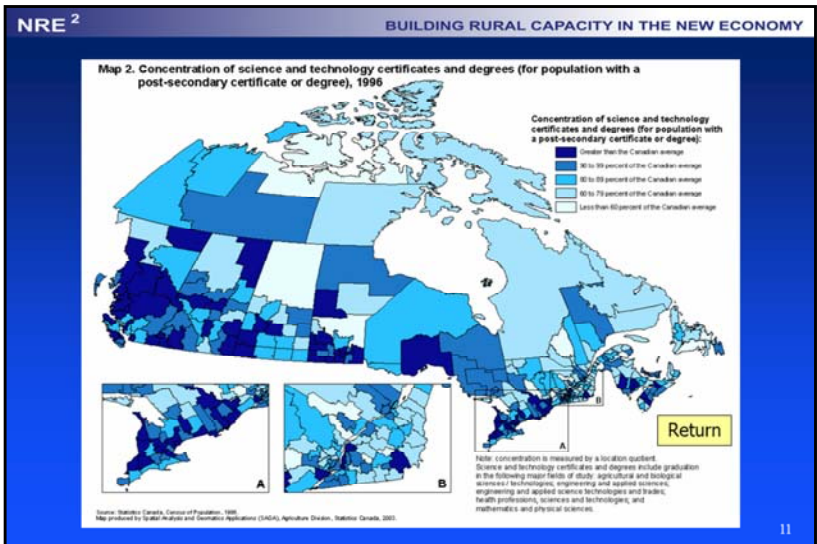 NRE 2
BUILDING RURAL CAPACITY IN THE NEW ECONOMY
Map 2. Concentration of science and technology certificates and degrees (for population with a
post-secondary certificate or degree), 1996
Concentration of science and technology
certificates and degrees (for population with
a post-secondary certificate or degree):
Greater than the Canadian average
90 to 99 percent of the Canadian average
80 to 89 percent of the Canadian average
60 to 79 percent of the Canadian average
Less than 60 percent of the Canadian average
A
B
A
B
Return
Note: concentration is measured by a location quotient.
Science and technology certificates and degrees include graduation
in the following major fields of study: agricultural and biological
sciences / technologies; engineering and applied sciences;
engineering and applied science technologies and trades;
health professions, sciences and technologies; and
mathematics and physical sciences.
Source: Statistics Canada, Census of Population, 1996.
Map produced by Spatial Analysis and Geomatics Applications (SAGA), Agriculture Division, Statistics Canada, 2003.
11